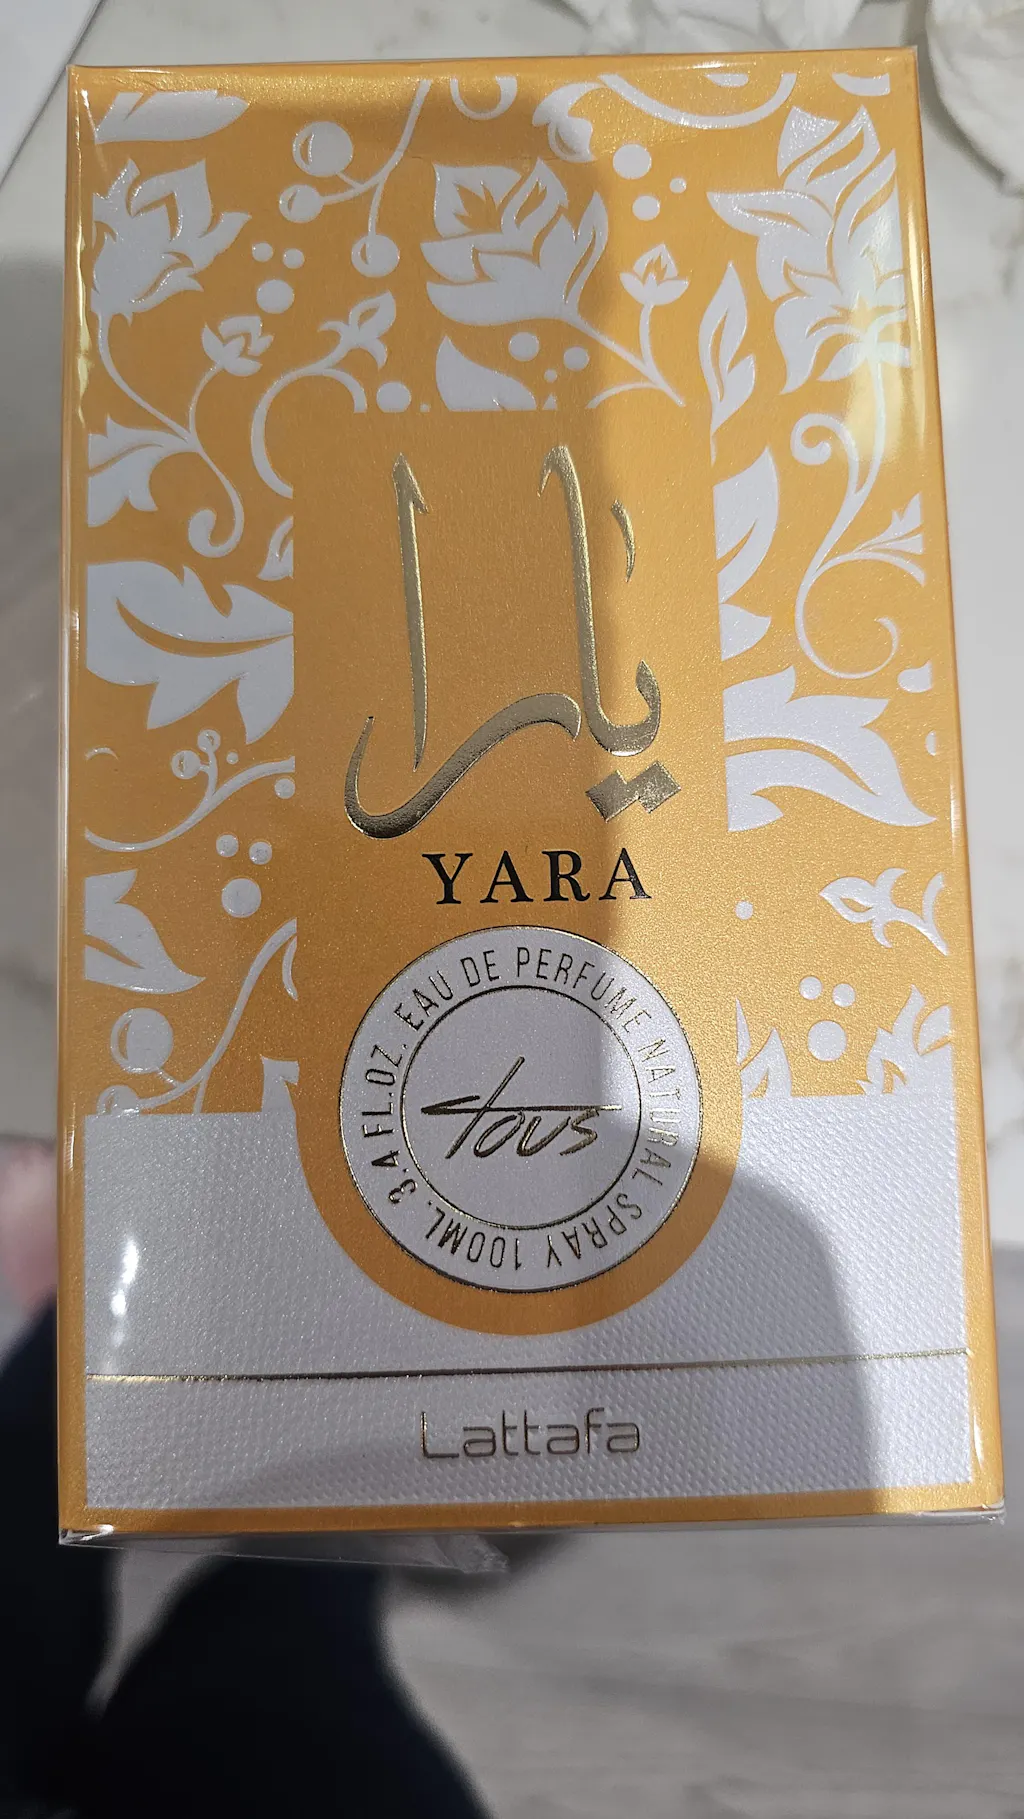 يارا
YARA
EAU DE PERFUME NATURAL SPRAY 100ML. 3.4 FL.OZ.
tous
Lattafa